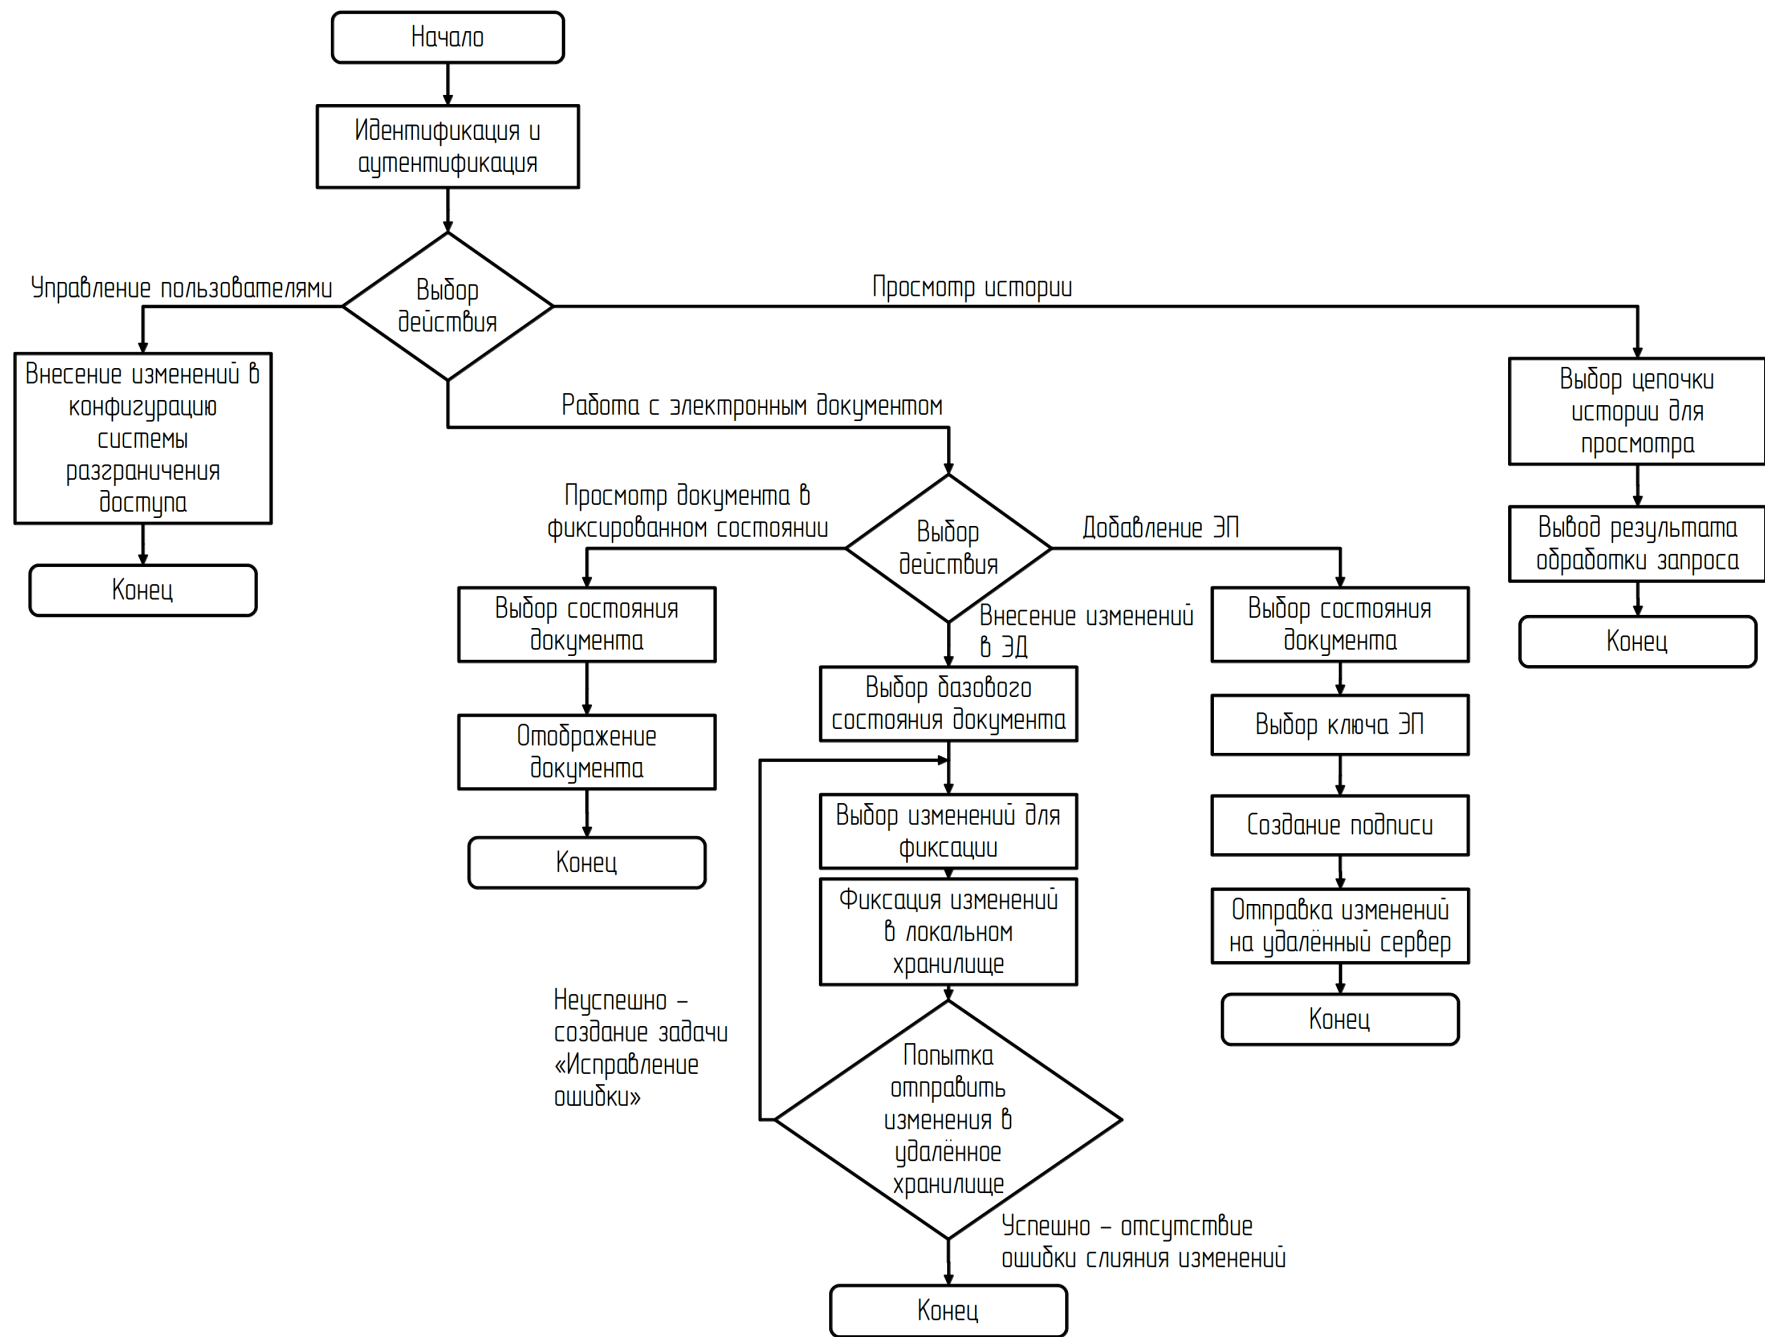 Начало
Идентификация и
аутентификация
Выбор
действия
Управление пользователями
Просмотр истории
Внесение изменений в
конфигурацию
системы
разграничения
доступа
Конец
Работа с электронным документом
Выбор цепочки
истории для
просмотра
Вывод результата
обработки запроса
Конец
Выбор
действия
Просмотр документа в
фиксированном состоянии
Добавление ЭП
Внесение изменений
в ЭД
Выбор состояния
документа
Отображение
документа
Конец
Выбор базового
состояния документа
Выбор изменений для
фиксации
Фиксация изменений
в локальном
хранилище
Попытка
отправить
изменения в
удалённое
хранилище
Неуспешно –
создание задачи
«Исправление
ошибки»
Успешно – отсутствие
ошибки слияния изменений
Конец
Выбор состояния
документа
Выбор ключа ЭП
Создание подписи
Отправка изменений
на удалённый сервер
Конец